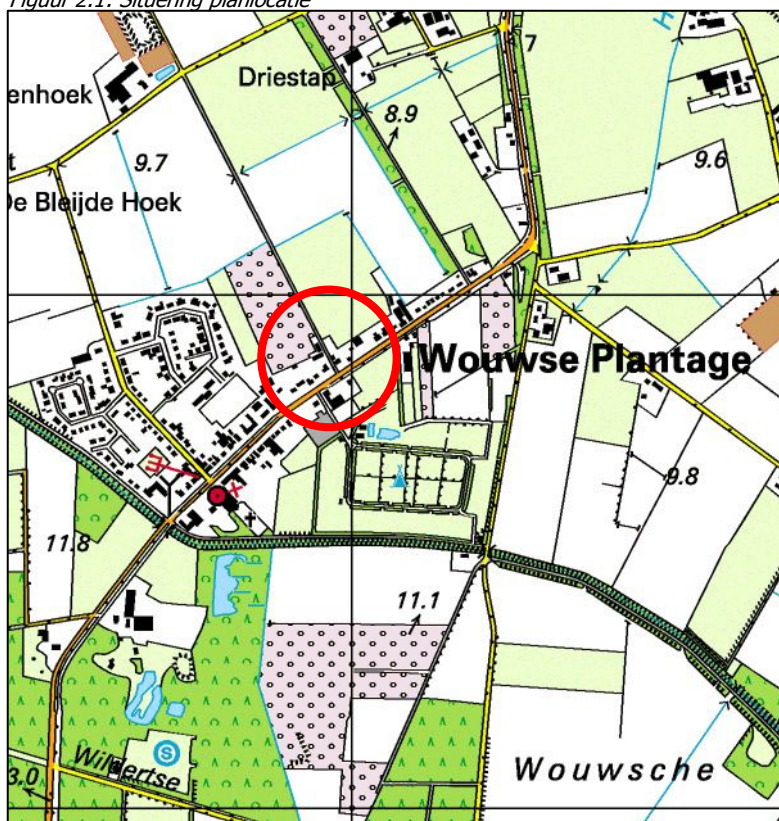 Figuur 2.1. Situering planlocatie
7
H
Driestap
enhoek
8.9
9.7
t
9.6
De Bleijde Hoek
Wouwse Plantage
9.8
11.8
11.1
S
Wouwsche
3.0